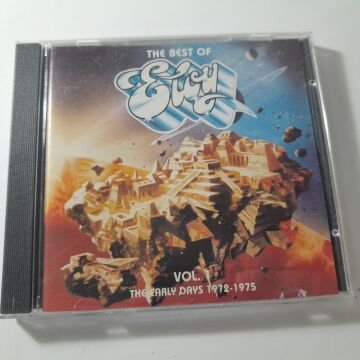 THE BEST OF
Eloy
VOL. 1
THE EARLY DAYS 1972-1975